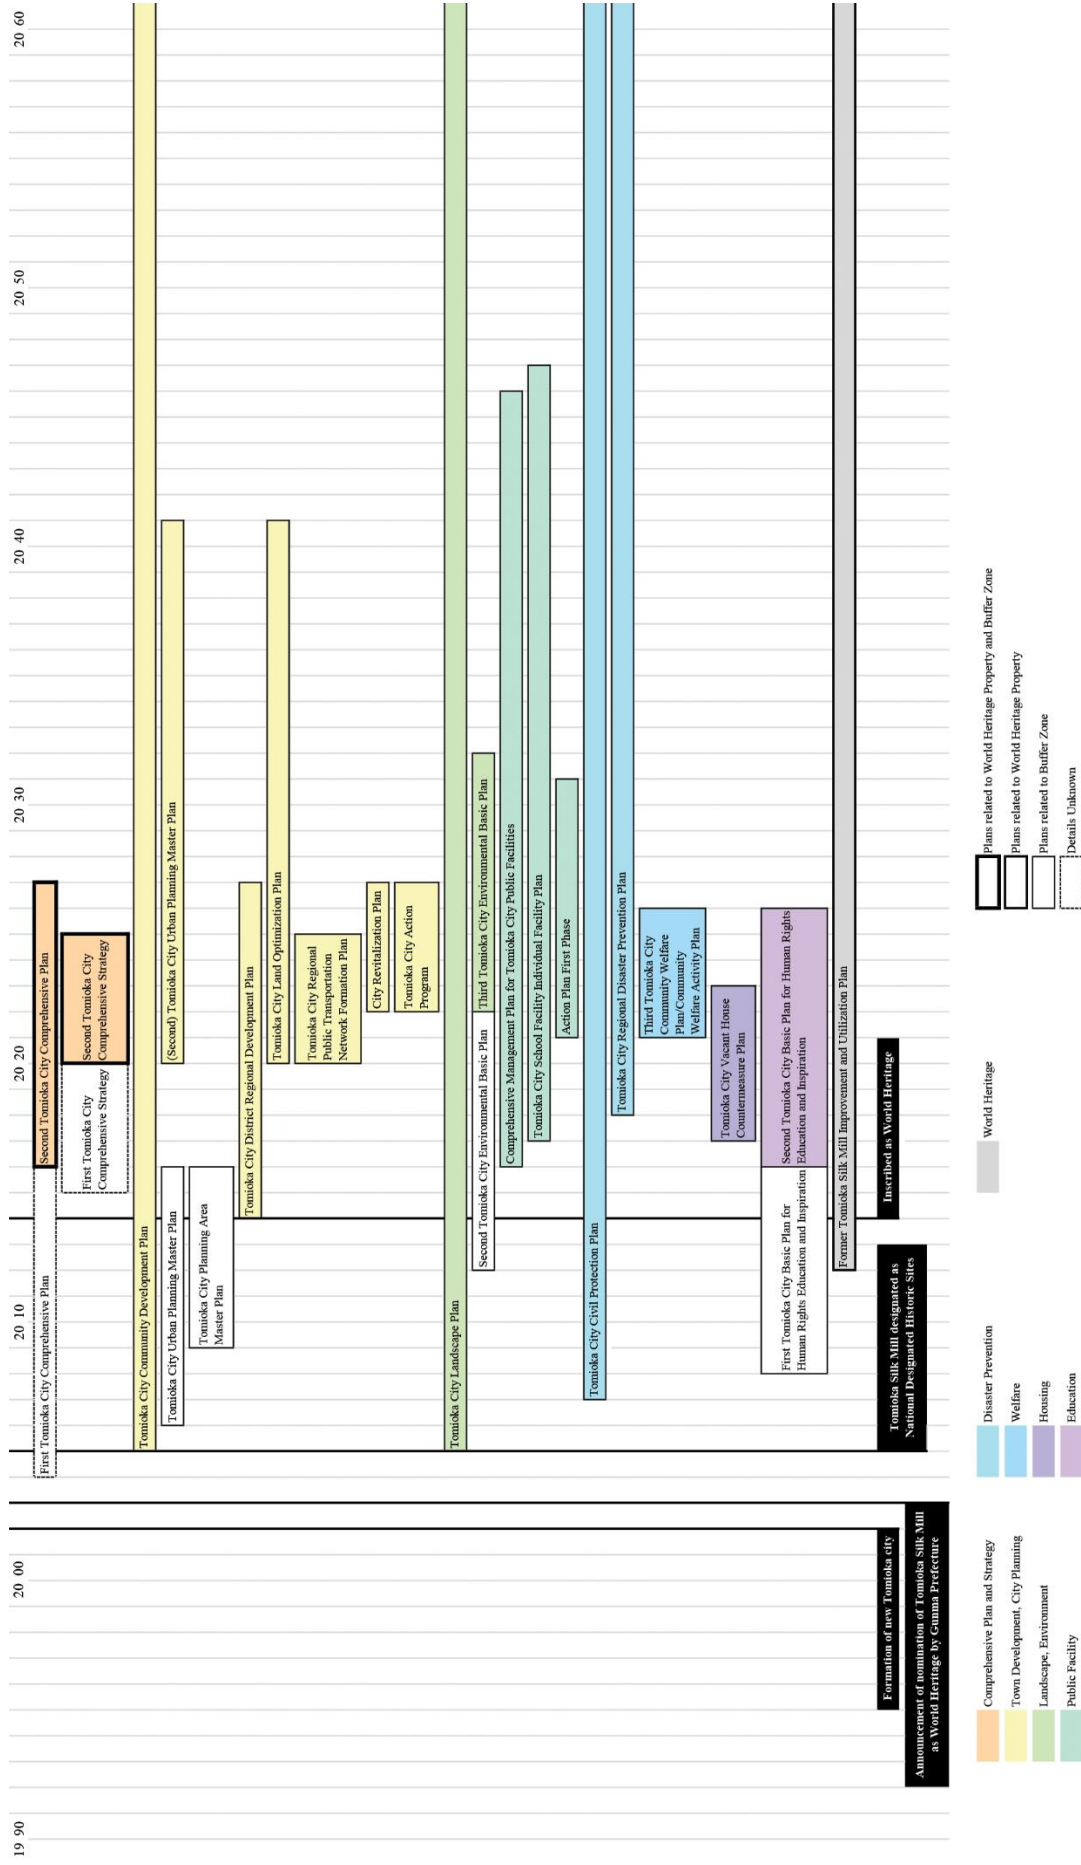 19 90
20 00
20 10
20 20
20 30
20 40
20 50
20 60
First Tomioka City Comprehensive Plan
Second Tomioka City Comprehensive Plan
First Tomioka City
Comprehensive Strategy
Second Tomioka City
Comprehensive Strategy
Tomioka City Community Development Plan
Tomioka City Urban Planning Master Plan
(Second) Tomioka City Urban Planning Master Plan
Tomioka City Planning Area
Master Plan
Tomioka City District Regional Development Plan
Tomioka City Land Optimization Plan
Tomioka City Regional
Public Transportation
Network Formation Plan
City Revitalization Plan
Tomioka City Action
Program
Tomioka City Landscape Plan
Second Tomioka City Environmental Basic Plan
Third Tomioka City Environmental Basic Plan
Comprehensive Management Plan for Tomioka City Public Facilities
Tomioka City School Facility Individual Facility Plan
Action Plan First Phase
Tomioka City Civil Protection Plan
Tomioka City Regional Disaster Prevention Plan
Third Tomioka City
Community Welfare
Plan/Community
Welfare Activity Plan
Tomioka City Vacant House
Countermeasure Plan
First Tomioka City Basic Plan for
Human Rights Education and Inspiration
Second Tomioka City Basic Plan for Human Rights
Education and Inspiration
Former Tomioka Silk Mill Improvement and Utilization Plan
Formation of new Tomioka city
Tomioka Silk Mill designated as
National Designated Historic Sites
Inscribed as World Heritage
Announcement of nomination of Tomioka Silk Mill
as World Heritage by Gunma Prefecture
Comprehensive Plan and Strategy
Town Development, City Planning
Landscape, Environment
Public Facility
Disaster Prevention
Welfare
Housing
Education
World Heritage
Plans related to World Heritage Property and Buffer Zone
Plans related to World Heritage Property
Plans related to Buffer Zone
Details Unknown